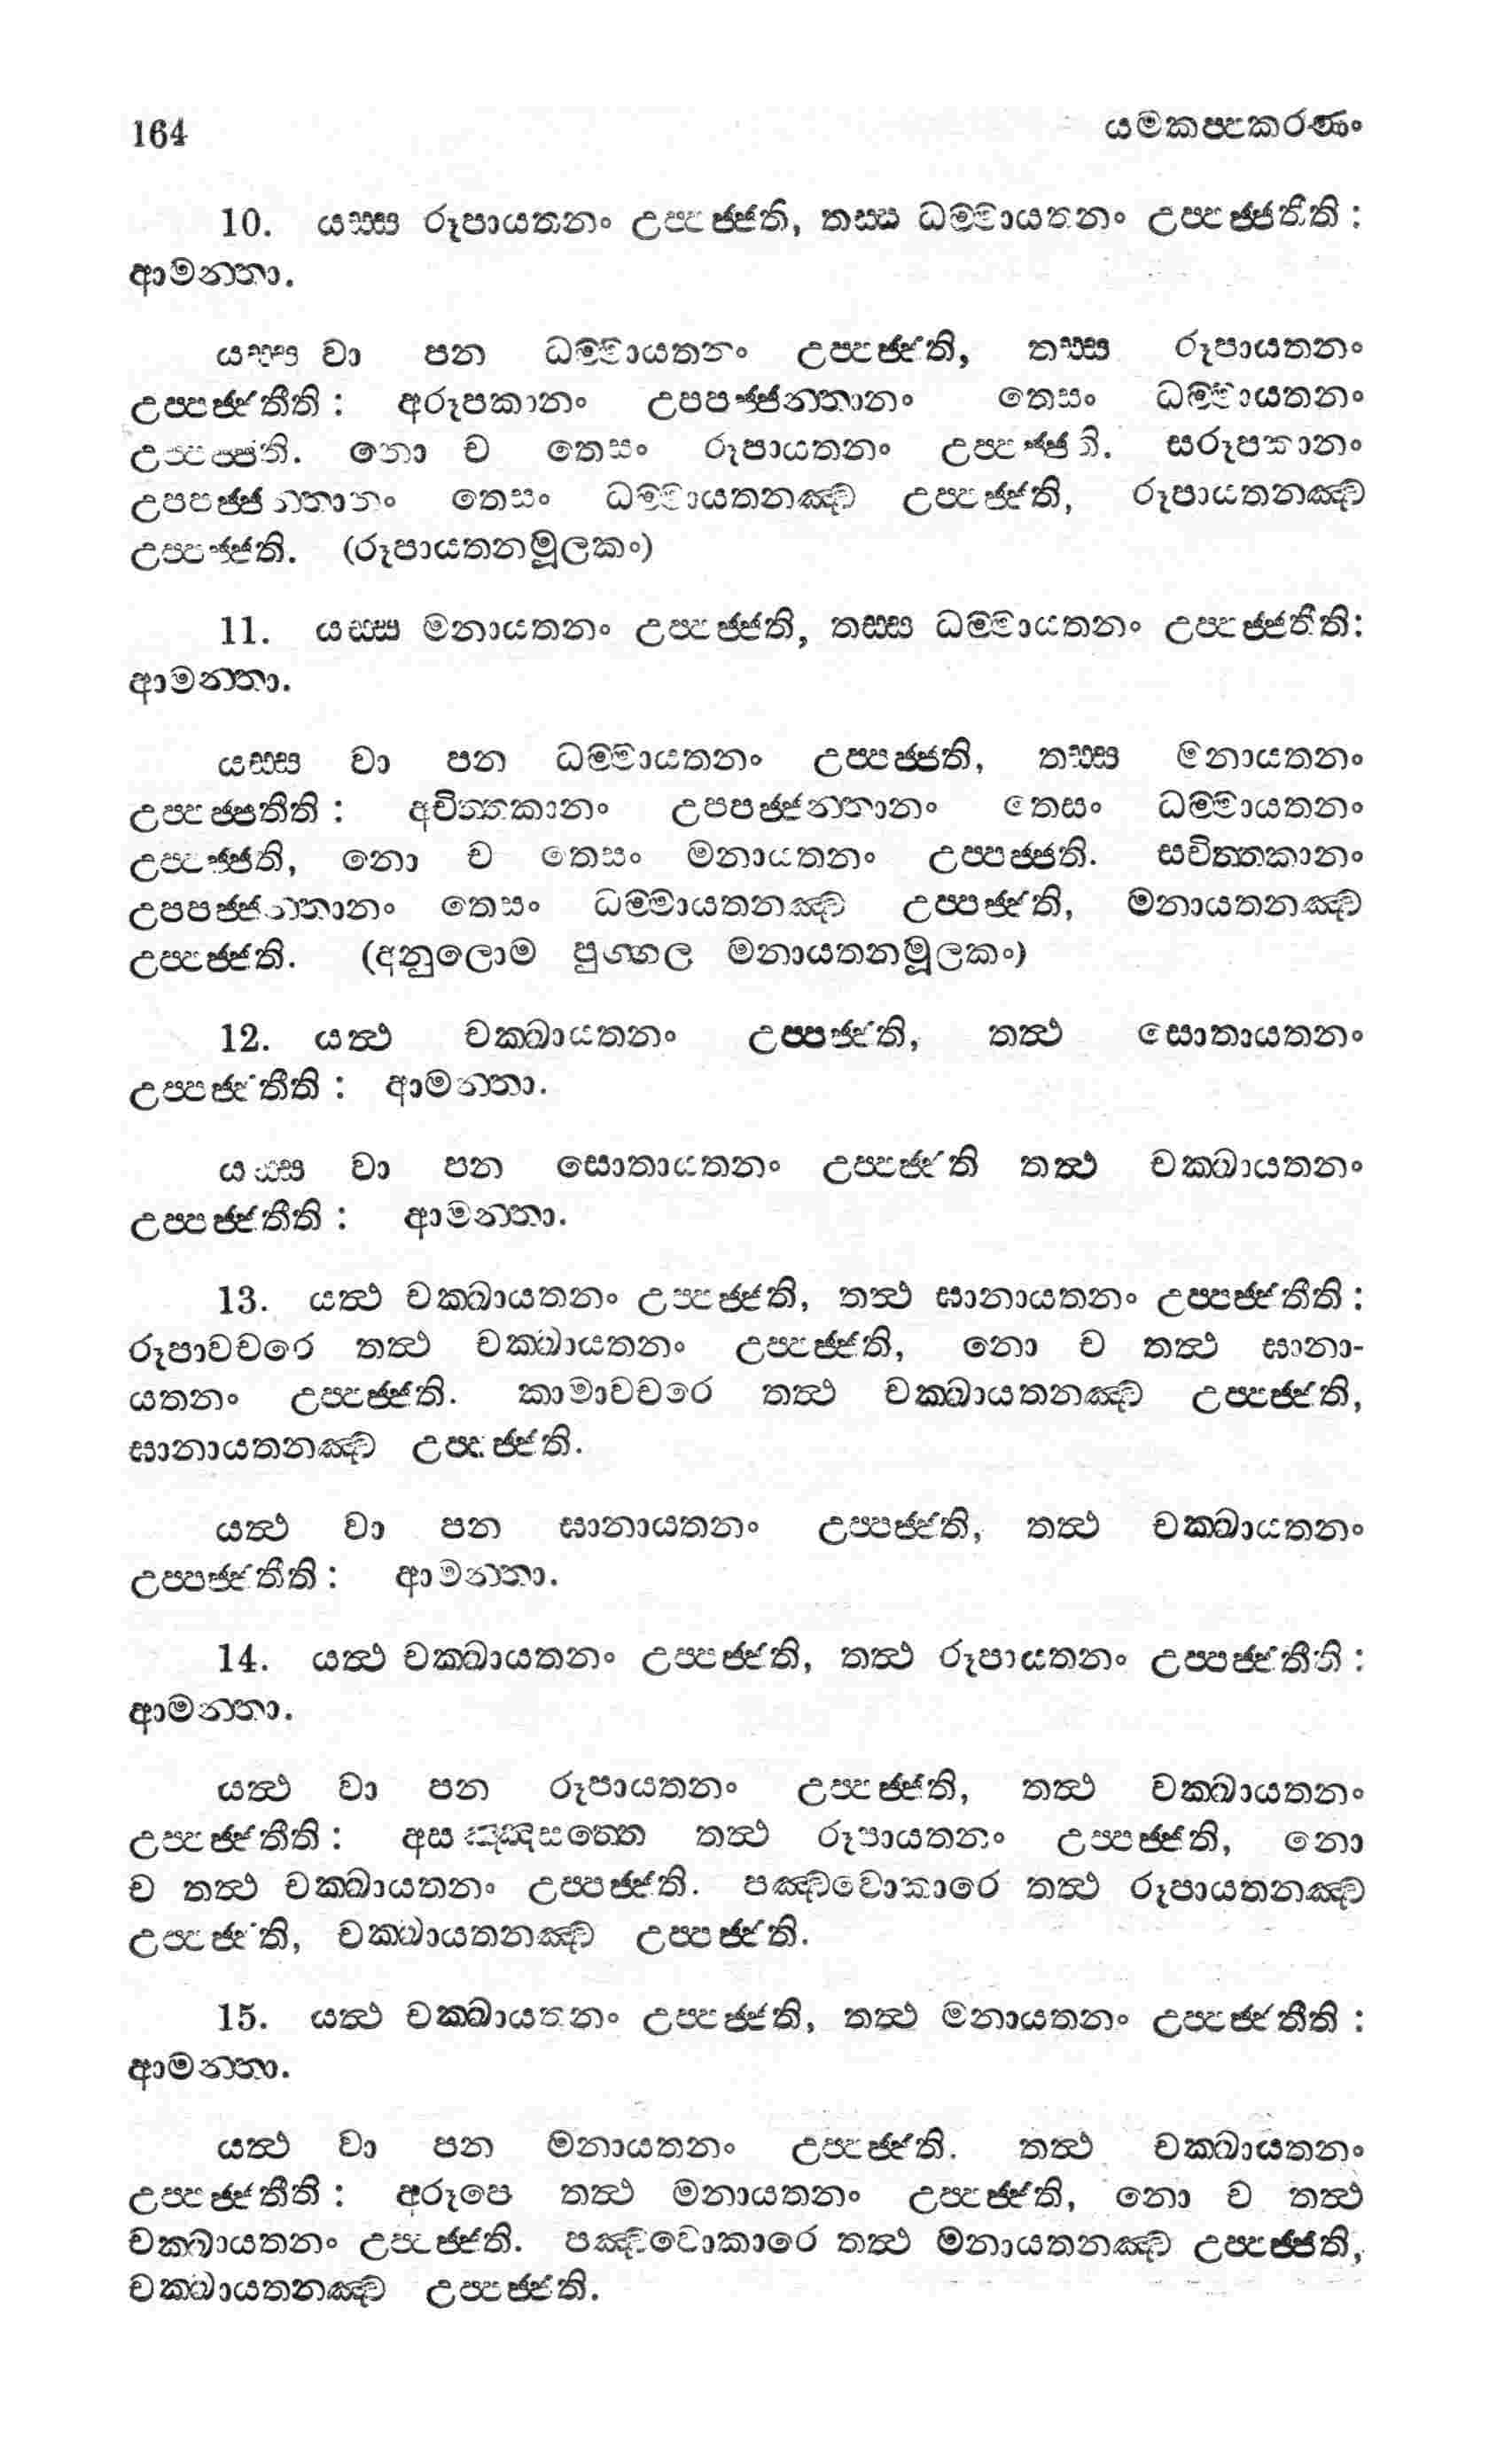 164 යමකප්පකරණං
10. යස්ස රූපායතනං උප්පජ්ජති, තස්ස ධම්මායතනං උප්පජ්ජතීති :
ආමන්තා.
යස්ස වා පන ධම්මායතනං උප්පජ්ජති, තස්ස රූපායතනං
උප්පජ්ජතීති : අරූපකානං උපපජ්ජන්තානං තෙසං ධම්මායතනං
උප්පජ්ජති. නො ච තෙසං රූපායතනං උප්පජ්ජති. සරූපකානං
උපපජ්ජන්තානං තෙසං ධම්මායතනඤ්ච උප්පජ්ජති, රූපායතනඤ්ච
උප්පජ්ජති. (රූපායතනමූලකං)
11. යස්ස මනායතනං උප්පජ්ජති, තස්ස ධම්මායතනං උප්පජ්ජතීති:
ආමන්තා.
යස්ස වා පන ධම්මායතනං උප්පජ්ජති, තස්ස මනායතනං
උප්පජ්ජතීති : අචිත්තකානං උපපජ්ජන්තානං තෙසං ධම්මායතනං
උප්පජ්ජති, නො ච තෙසං මනායතනං උප්පජ්ජති. සචිත්තකානං
උපපජ්ජන්තානං තෙසං ධම්මායතනඤ්ච උප්පජ්ජති, මනායතනඤ්ච
උප්පජ්ජති. (අනුලොම පුග්ගල මනායතනමූලකං)
12. යත්ථ චක්ඛායතනං උප්පජ්ජති, තත්ථ සොතායතනං
උප්පජ්ජතීති : ආමන්තා.
යස්ස වා පන සොතායතනං උප්පජ්ජති තත්ථ චක්ඛායතනං
උප්පජ්ජතීති : ආමන්තා.
13. යත්ථ චක්ඛායතනං උප්පජ්ජති, තත්ථ ඝානායතනං උප්පජ්ජතීති :
රූපාවචරෙ තත්ථ චක්ඛායතනං උප්පජ්ජති, නො ච තත්ථ ඝානා-
යතනං උප්පජ්ජති. කාමාවචරෙ තත්ථ චක්ඛායතනඤ්ච උප්පජ්ජති,
ඝානායතනඤ්ච උප්පජ්ජති.
යත්ථ වා පන ඝානායතනං උප්පජ්ජති, තත්ථ චක්ඛායතනං
උප්පජ්ජතීති : ආමන්තා.
14. යත්ථ චක්ඛායතනං උප්පජ්ජති, තත්ථ රූපායතනං උප්පජ්ජතීති :
ආමන්තා.
යත්ථ වා පන රූපායතනං උප්පජ්ජති, තත්ථ චක්ඛායතනං
උප්පජ්ජතීති : අසඤ්ඤසත්තෙ තත්ථ රූපායතනං උප්පජ්ජති, නො
ච තත්ථ චක්ඛායතනං උප්පජ්ජති. පඤ්චවොකාරෙ තත්ථ රූපායතනඤ්ච
උප්පජ්ජති, චක්ඛායතනඤ්ච උප්පජ්ජති.
15. යත්ථ චක්ඛායතනං උප්පජ්ජති, තත්ථ මනායතනං උප්පජ්ජතීති :
ආමන්තා.
යත්ථ වා පන මනායතනං උප්පජ්ජති. තත්ථ චක්ඛායතනං
උප්පජ්ජතීති : අරූපෙ තත්ථ මනායතනං උප්පජ්ජති, නො ච තත්ථ
චක්ඛායතනං උප්පජ්ජති. පඤ්චවොකාරෙ තත්ථ මනායතනඤ්ච උප්පජ්ජති,
චක්ඛායතනඤ්ච උප්පජ්ජති.